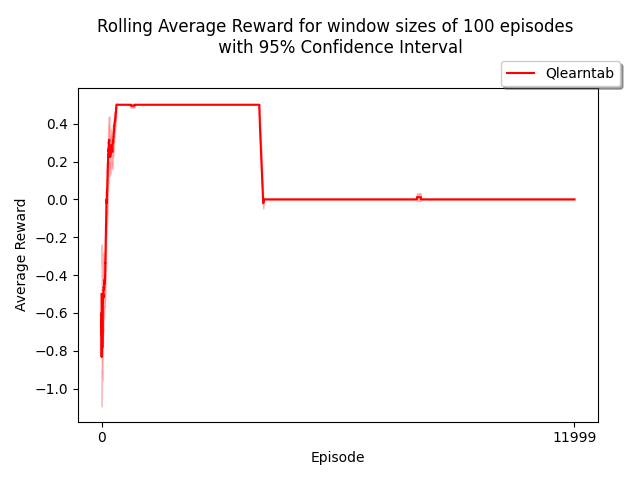 Rolling Average Reward for window sizes of 100 episodes
with 95% Confidence Interval
Qlearntab
Average Reward
0.4
0.2
0.0
−0.2
−0.4
−0.6
−0.8
−1.0
0
11999
Episode